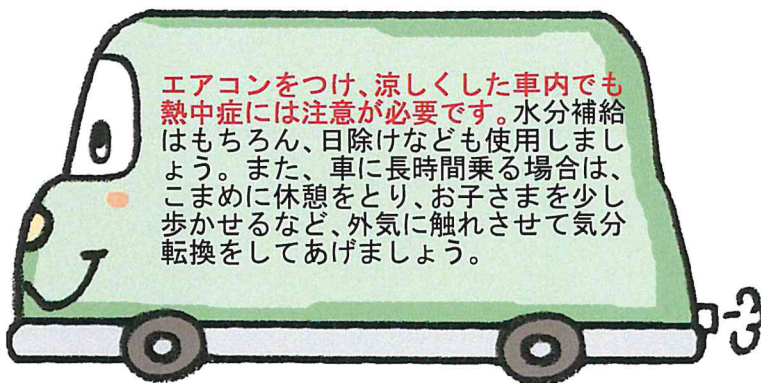 エアコンをつけ、涼しくした車内でも
熱中症には注意が必要です。水分補給
はもちろん、日除けなども使用しまし
ょう。また、車に長時間乗る場合は、
こまめに休憩をとり、お子さまを少し
歩かせるなど、外気に触れさせて気分
転換をしてあげましょう。